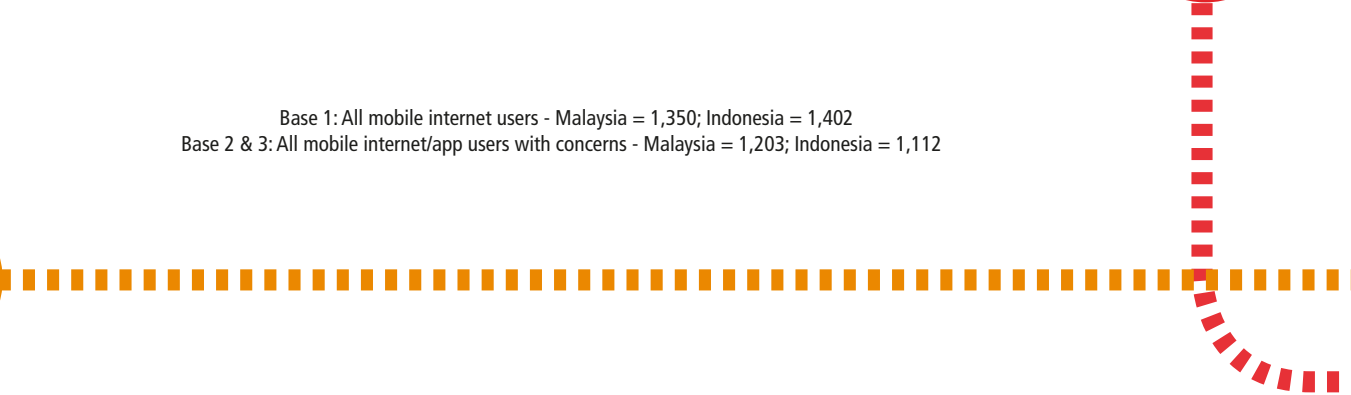 Base 1: All mobile internet users - Malaysia = 1,350; Indonesia = 1,402
Base 2 & 3: All mobile internet/app users with concerns - Malaysia = 1,203; Indonesia = 1,112